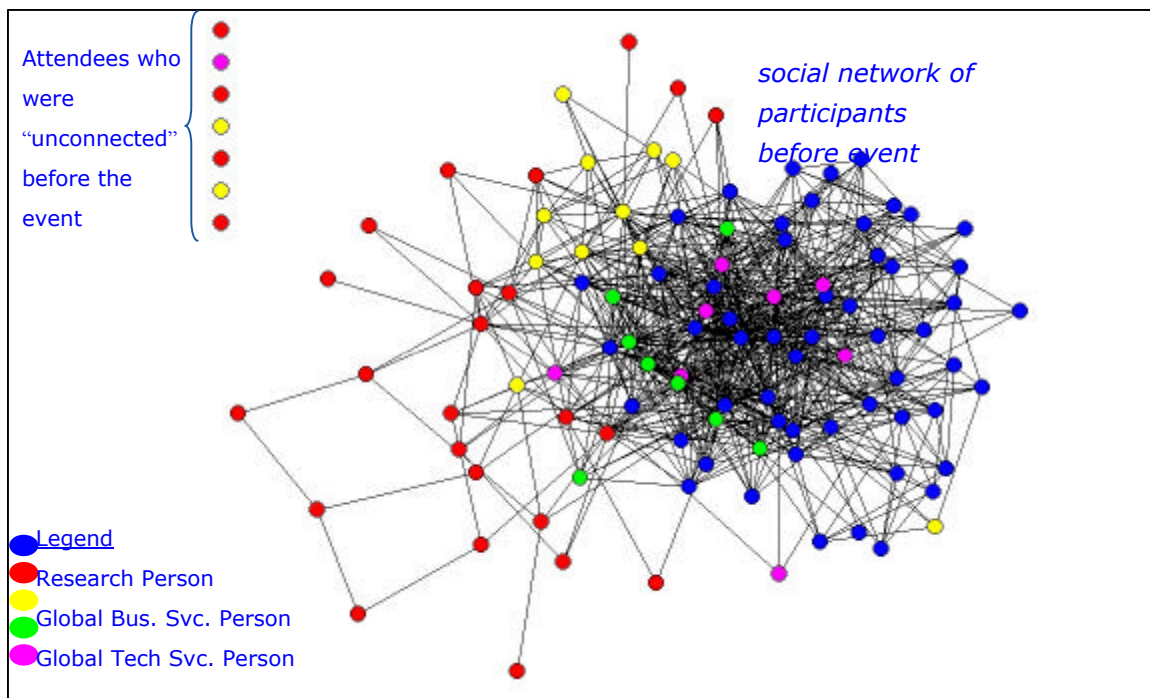 Attendees who
were
“unconnected”
before the
event
social network of
participants
before event
Legend
Research Person
Global Bus. Svc. Person
Global Tech Svc. Person